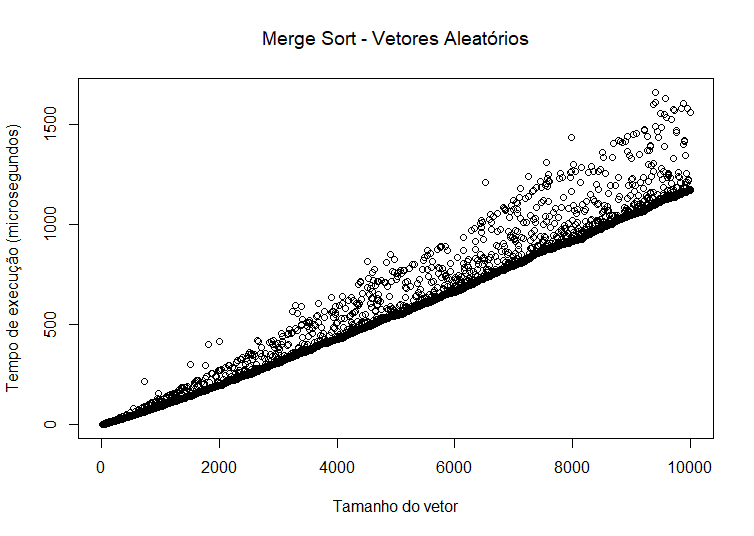 Merge Sort - Vetores Aleatórios
Tempo de execução (microsegundos)
1500
1000
500
0
0 2000 4000 6000 8000 10000
Tamanho do vetor